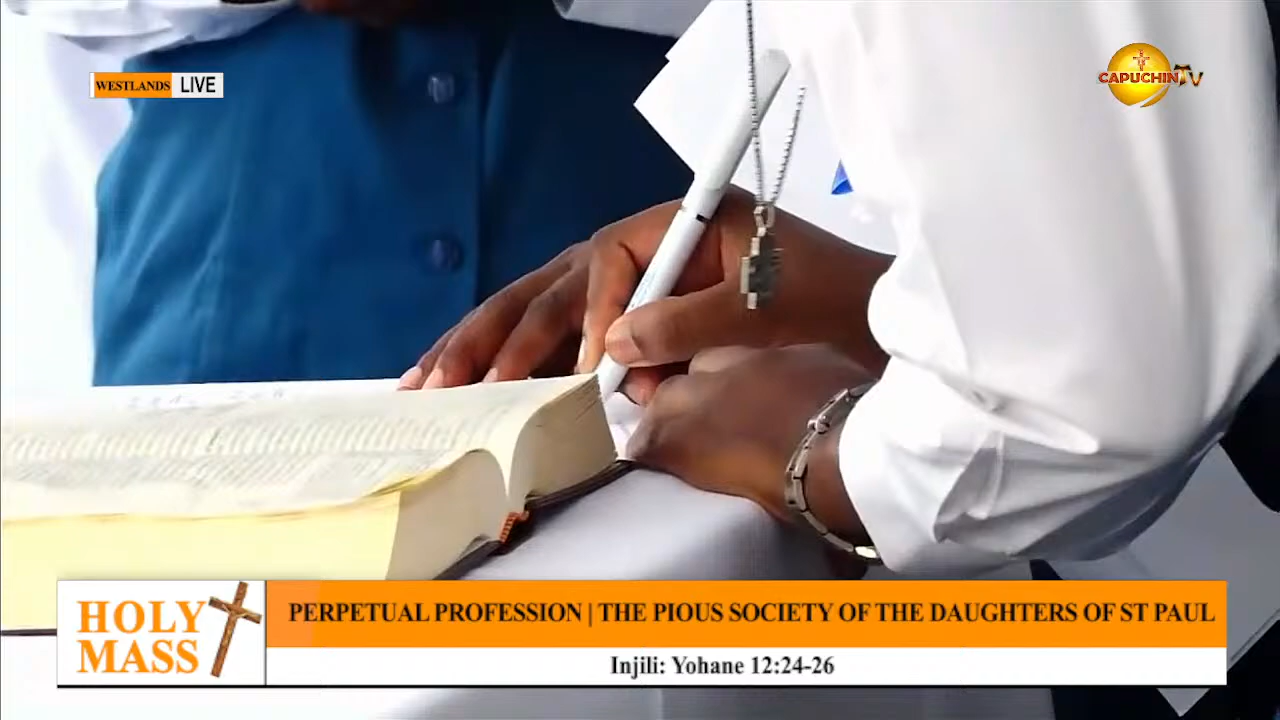 WESTLANDS LIVE
CAPUCHIN TV
HOLY MASS
PERPETUAL PROFESSION | THE PIOUS SOCIETY OF THE DAUGHTERS OF ST PAUL
Injili: Yohane 12:24-26